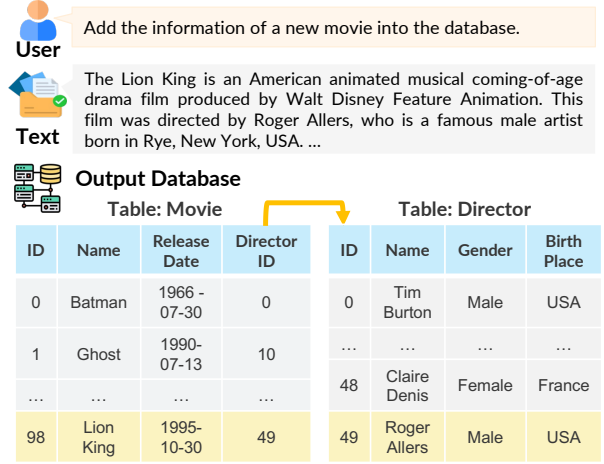 User
Add the information of a new movie into the database.
Text
The Lion King is an American animated musical coming-of-age
drama film produced by Walt Disney Feature Animation. This
film was directed by Roger Allers, who is a famous male artist
born in Rye, New York, USA. ...
Output Database
Table: Movie
ID Name Release Date Director ID
0 Batman 1966 - 07-30 0
1 Ghost 1990- 07-13 10
... ... ... ...
98 Lion King 1995- 10-30 49
Table: Director
ID Name Gender Birth Place
0 Tim Burton Male USA
... ... ... ...
48 Claire Denis Female France
49 Roger Allers Male USA